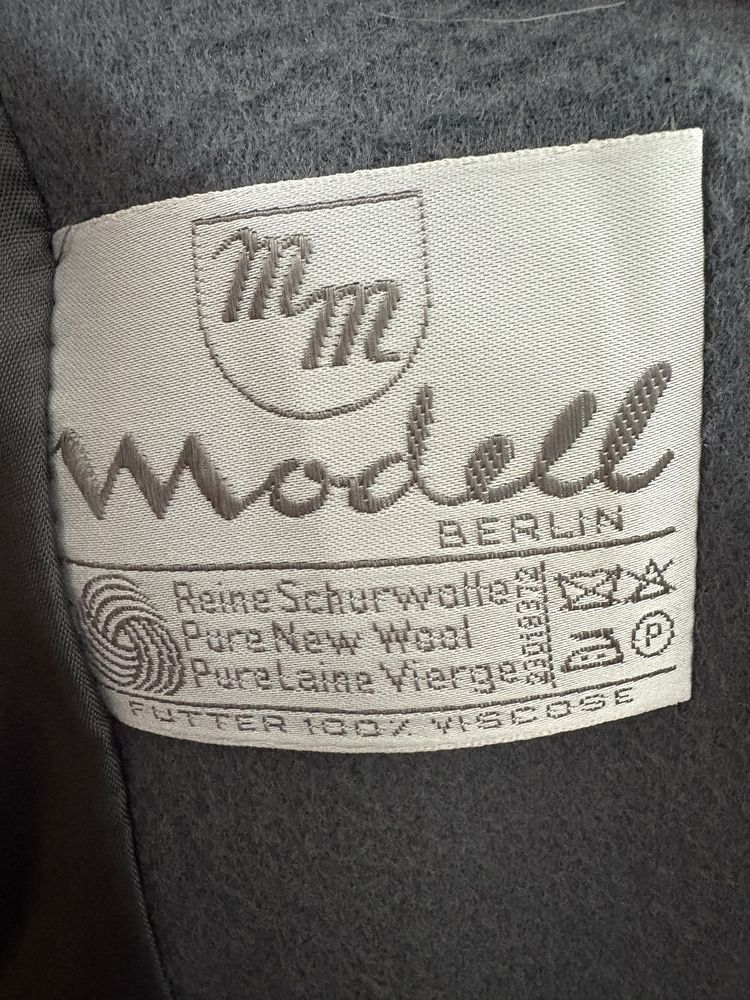 mm
modell
BERLIN
Reine Schurwolle
Pure New Wool
Pure Laine Vierge
P
FUTTER 100% VISCOSE